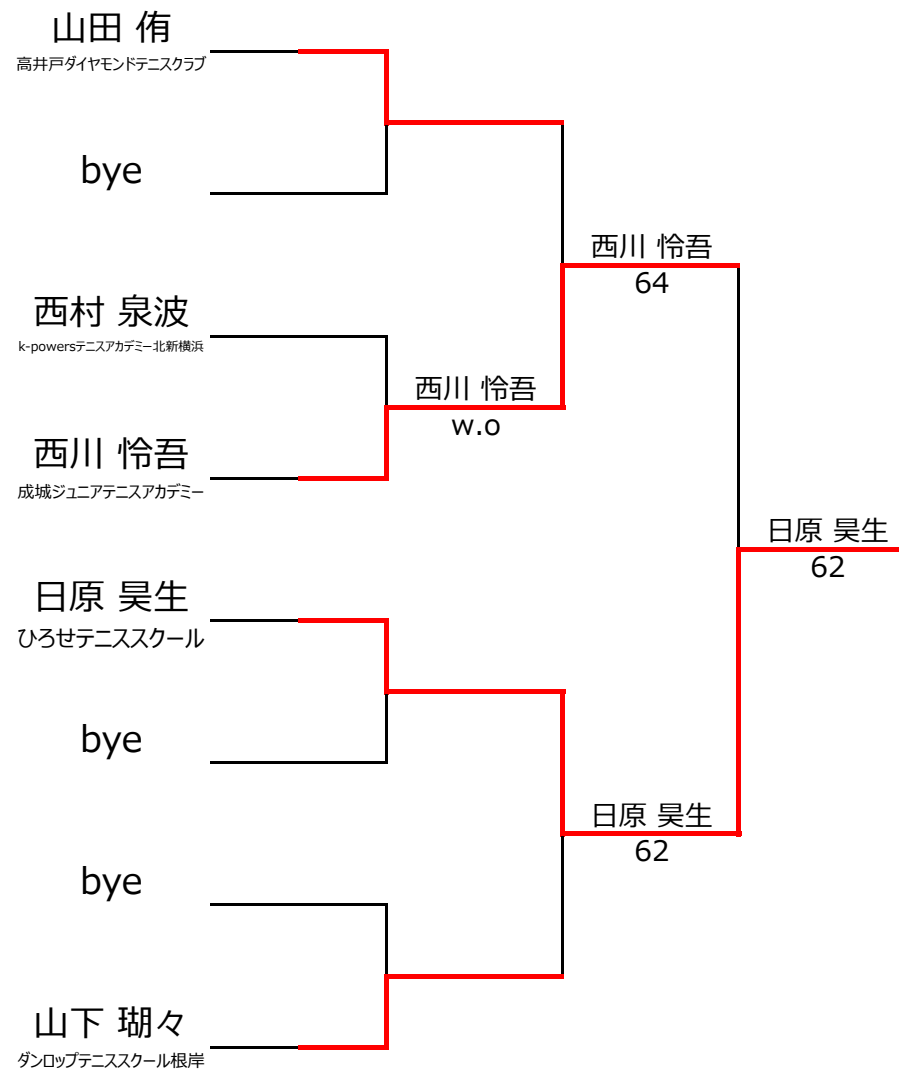 山田 侑
高井戸ダイヤモンドテニスクラブ
bye
西川 怜吾
64
西村 泉波
k-powersテニスアカデミー北新横浜
西川 怜吾
w.o
西川 怜吾
成城ジュニアテニスアカデミー
日原 昊生
62
日原 昊生
ひろせテニススクール
bye
日原 昊生
62
bye
山下 瑚々
ダンロップテニススクール根岸